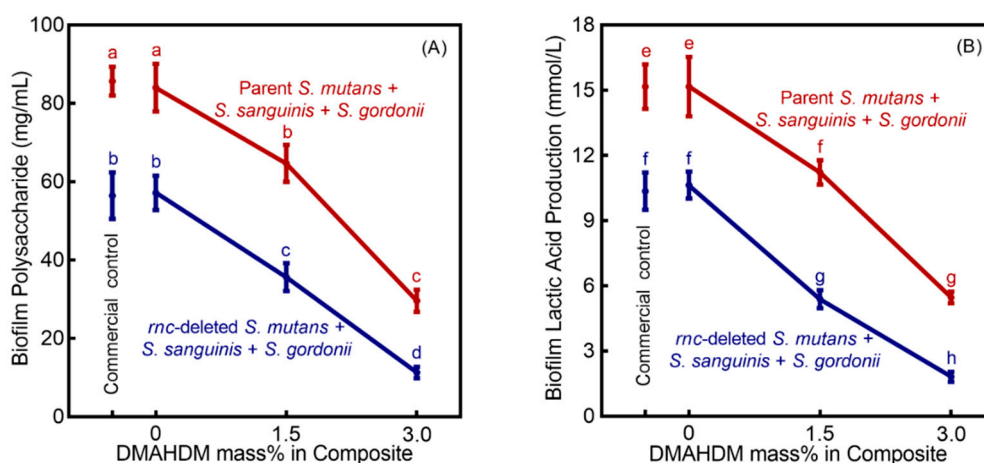 (A)
Biofilm Polysaccharide (mg/mL)
100
80
60
40
20
0
a
a
Parent S. mutans +
S. sanguinis + S. gordonii
b
b
b
c
c
d
Commercial control
rnc-deleted S. mutans +
S. sanguinis + S. gordonii
0
1.5
3.0
DMAHDM mass% in Composite
(B)
Biofilm Lactic Acid Production (mmol/L)
18
15
12
9
6
3
0
e
e
Parent S. mutans +
S. sanguinis + S. gordonii
f
f
f
g
g
h
Commercial control
rnc-deleted S. mutans +
S. sanguinis + S. gordonii
0
1.5
3.0
DMAHDM mass% in Composite